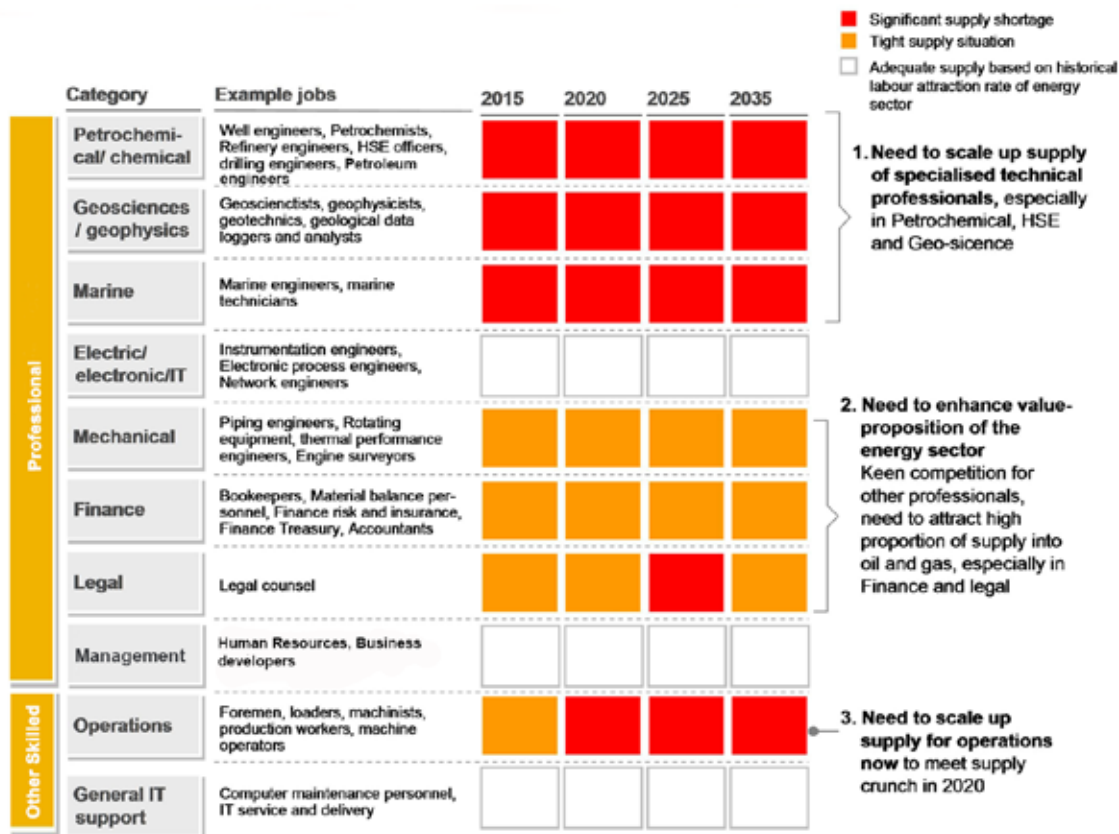 Significant supply shortage
Tight supply situation
Adequate supply based on historical
labour attraction rate of energy
sector
Category
Example jobs
2015
2020
2025
2035
Professional
Petrochemi-
cal/ chemical
Well engineers, Petrochemists,
Refinery engineers, HSE officers,
drilling engineers, Petroleum
engineers
Geosciences
/ geophysics
Geoscienctists, geophysicists,
geotechnics, geological data
loggers and analysts
Marine
Marine engineers, marine
technicians
1. Need to scale up supply
of specialised technical
professionals, especially
in Petrochemical, HSE
and Geo-sicence
Electric/
electronic/IT
Instrumentation engineers,
Electronic process engineers,
Network engineers
Mechanical
Piping engineers, Rotating
equipment, thermal performance
engineers, Engine surveyors
Finance
Bookeepers, Material balance per-
sonnel, Finance risk and insurance,
Finance Treasury, Accountants
Legal
Legal counsel
2. Need to enhance value-
proposition of the
energy sector
Keen competition for
other professionals,
need to attract high
proportion of supply into
oil and gas, especially in
Finance and legal
Management
Human Resources, Business
developers
Other Skilled
Operations
Foremen, loaders, machinists,
production workers, machine
operators
3. Need to scale up
supply for operations
now to meet supply
crunch in 2020
General IT
support
Computer maintenance personnel,
IT service and delivery